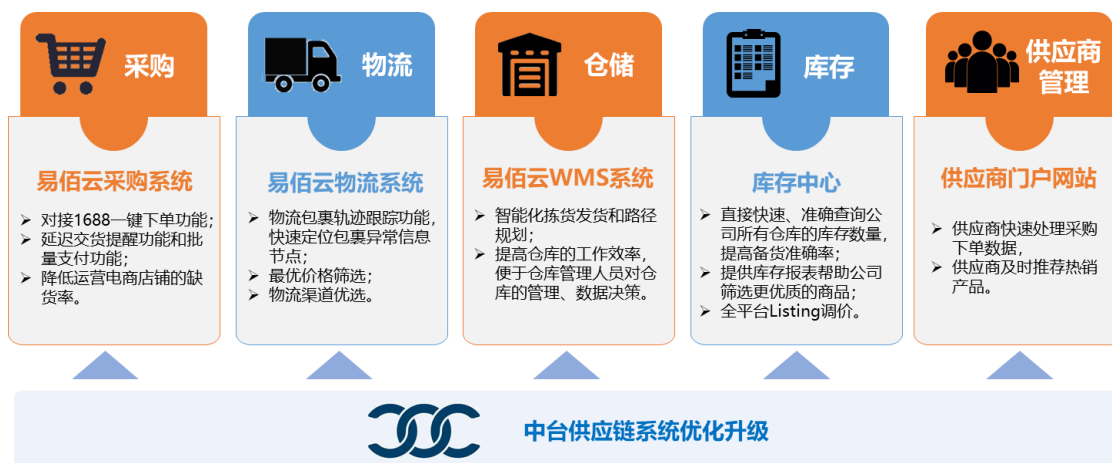 采购
易佰云采购系统
➢ 对接1688一键下单功能；
➢ 延迟交货提醒功能和批
量支付功能；
➢ 降低运营电商店铺的缺
货率。
物流
易佰云物流系统
➢ 物流包裹轨迹跟踪功能，
快速定位包裹异常信息
节点；
➢ 最优价格筛选；
➢ 物流渠道优选。
仓储
易佰云WMS系统
➢ 智能化拣货发货和路径
规划；
➢ 提高仓库的工作效率，
便于仓库管理人员对仓
库的管理、数据决策。
库存
库存中心
➢ 直接快速、准确查询公
司所有仓库的库存数量，
提高备货准确率；
➢ 提供库存报表帮助公司
筛选更优质的商品；
➢ 全平台Listing调价。
供应商
管理
供应商门户网站
➢ 供应商快速处理采购
下单数据，
➢ 供应商及时推荐热销
产品。
中台供应链系统优化升级